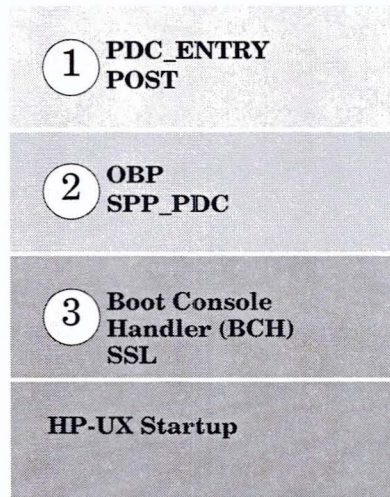 1 PDC_ENTRY
POST
2 OBP
SPP_PDC
3 Boot Console
Handler (BCH)
SSL
HP-UX Startup